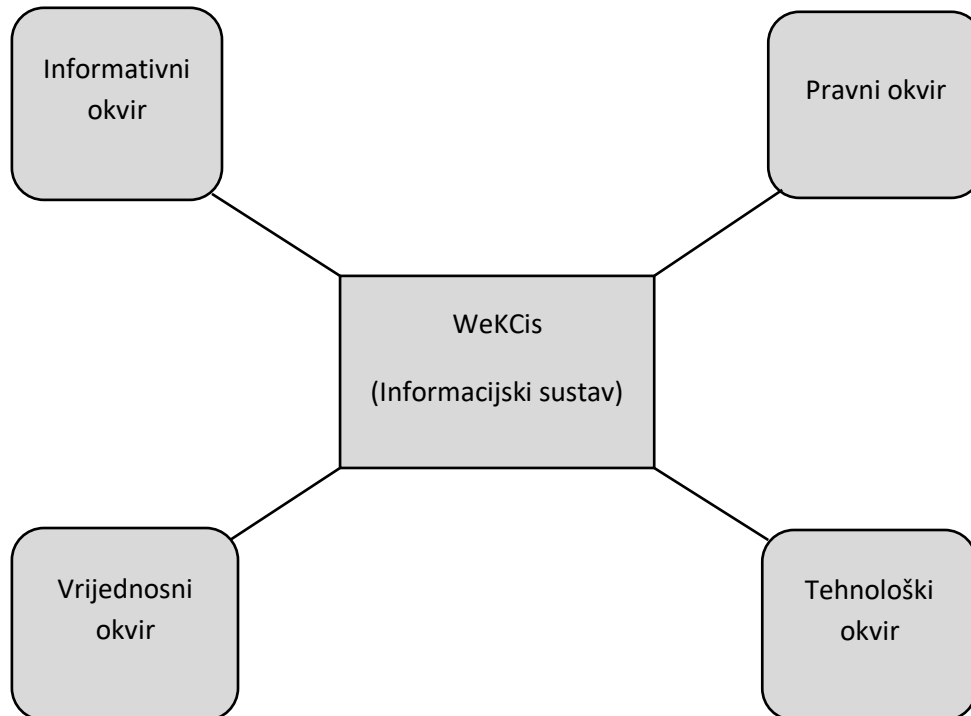 Informativni
okvir
Pravni okvir
WeKCis
(Informacijski sustav)
Vrijednosni
okvir
Tehnološki
okvir